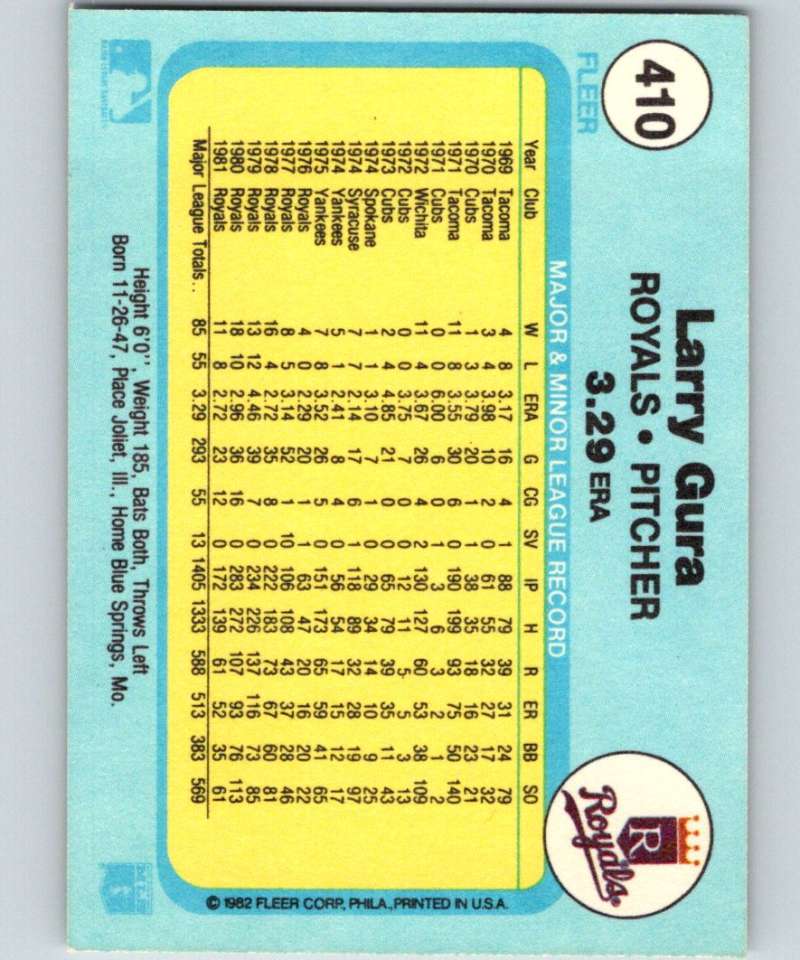 410
FLEER
Larry Gura
ROYALS • PITCHER
3.29 ERA
R
Royals
MAJOR & MINOR LEAGUE RECORD
Year Club W L ERA G CG SV IP H R ER BB SO
1969 Tacoma 4 8 3.17 16 4 1 88 79 39 31 24 79
1970 Tacoma 3 4 3.98 10 2 0 61 55 32 27 17 32
1970 Cubs 1 3 3.79 20 0 1 38 35 18 16 23 21
1971 Tacoma 11 8 3.55 30 6 0 190 199 93 75 50 140
1971 Cubs 0 0 6.00 6 0 1 3 6 3 2 1 2
1972 Wichita 11 4 3.67 26 4 2 130 127 60 53 38 109
1972 Cubs 0 0 3.75 7 0 0 12 11 5 5 3 13
1973 Cubs 2 4 4.85 21 0 0 65 79 39 35 11 43
1974 Spokane 1 1 3.10 7 1 0 29 34 14 10 9 25
1974 Syracuse 7 7 2.14 17 6 1 118 89 32 28 19 97
1974 Yankees 5 1 2.41 8 4 0 56 54 17 15 12 17
1975 Yankees 7 8 3.52 26 5 0 151 173 65 59 41 65
1976 Royals 4 0 2.29 20 1 1 63 47 20 16 20 22
1977 Royals 8 5 3.14 52 1 10 106 108 43 37 28 46
1978 Royals 16 4 2.72 35 8 0 222 183 73 67 60 81
1979 Royals 13 12 4.46 39 7 0 234 226 137 116 73 85
1980 Royals 18 10 2.96 36 16 0 283 272 107 93 76 113
1981 Royals 11 8 2.72 23 12 0 172 139 61 52 35 61
Major League Totals.. 85 55 3.29 293 55 13 1405 1333 588 513 383 569
© 1982 FLEER CORP., PHILA., PRINTED IN U.S.A.
Height 6'0'', Weight 185, Bats Both, Throws Left
Born 11-26-47, Place Joliet, Ill., Home Blue Springs, Mo.